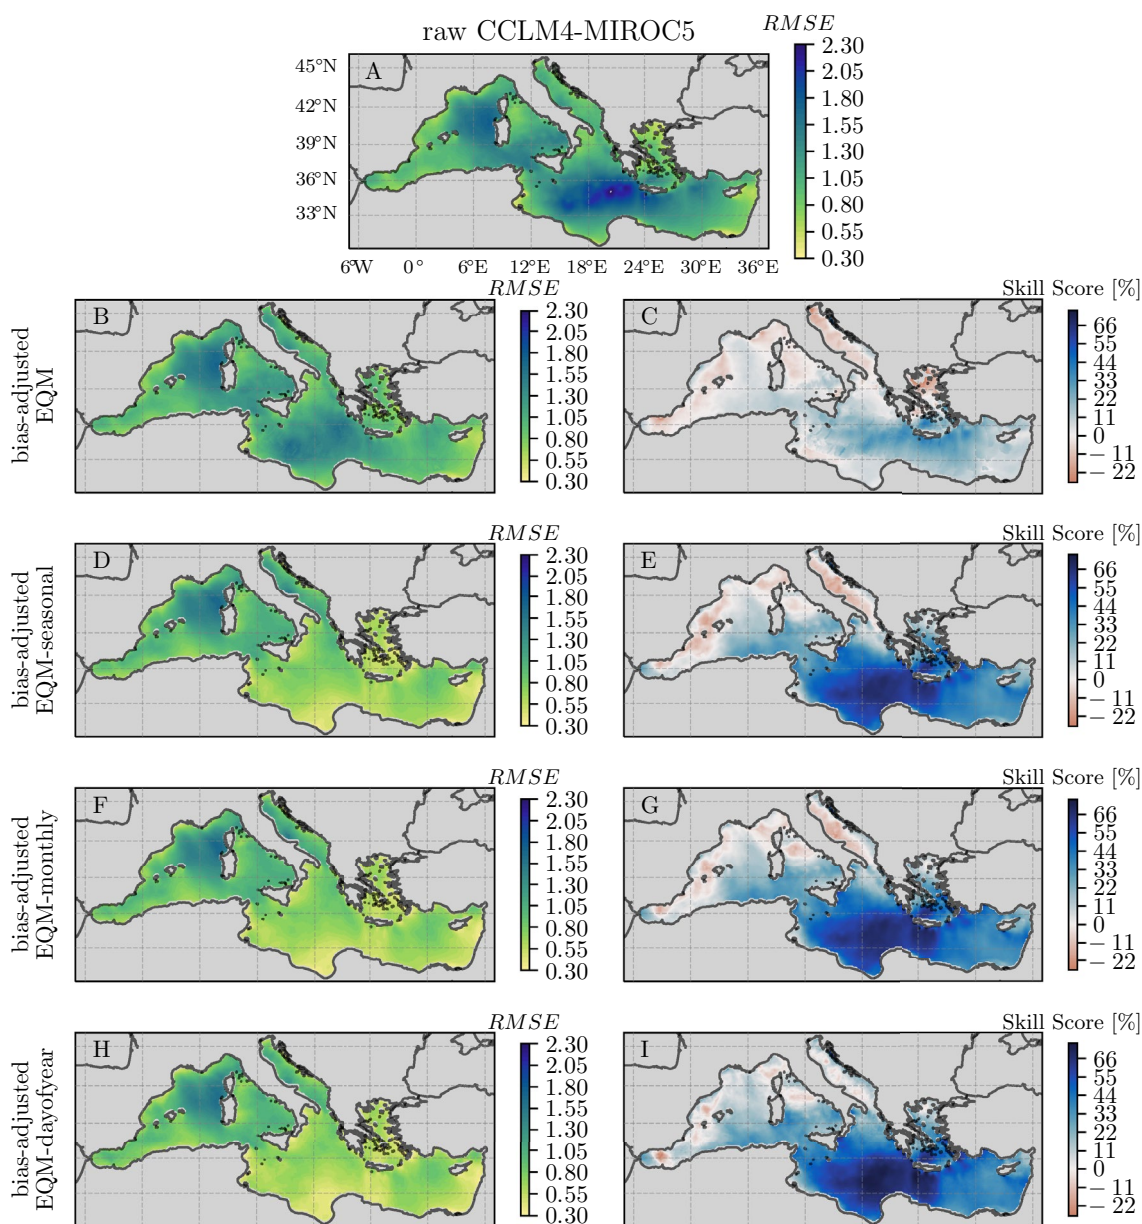 raw CCLM4-MIROC5
RMSE
A
45°N
42°N
39°N
36°N
33°N
6°W 0° 6°E 12°E 18°E 24°E 30°E 36°E
2.30
2.05
1.80
1.55
1.30
1.05
0.80
0.55
0.30
bias-adjusted
EQM
B
RMSE
2.30
2.05
1.80
1.55
1.30
1.05
0.80
0.55
0.30
C
Skill Score [%]
66
55
44
33
22
11
0
−11
−22
bias-adjusted
EQM-seasonal
D
RMSE
2.30
2.05
1.80
1.55
1.30
1.05
0.80
0.55
0.30
E
Skill Score [%]
66
55
44
33
22
11
0
−11
−22
bias-adjusted
EQM-monthly
F
RMSE
2.30
2.05
1.80
1.55
1.30
1.05
0.80
0.55
0.30
G
Skill Score [%]
66
55
44
33
22
11
0
−11
−22
bias-adjusted
EQM-dayofyear
H
RMSE
2.30
2.05
1.80
1.55
1.30
1.05
0.80
0.55
0.30
I
Skill Score [%]
66
55
44
33
22
11
0
−11
−22